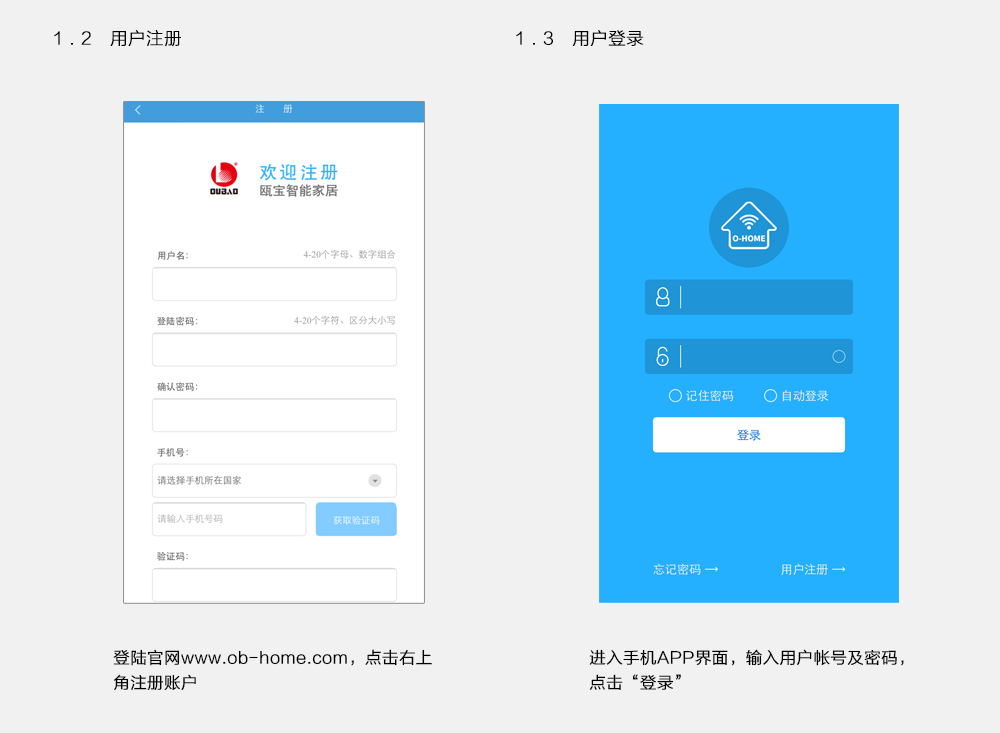 1.2 用户注册
注 册
OUBAO
欢迎注册
瓯宝智能家居
用户名:
4-20个字母、数字组合
登陆密码:
4-20个字符、区分大小写
确认密码:
手机号:
请选择手机所在国家
请输入手机号码
获取验证码
验证码:
登陆官网www.ob-home.com，点击右上
角注册账户
1.3 用户登录
O-HOME
记住密码
自动登录
登录
忘记密码→
用户注册→
进入手机APP界面，输入用户帐号及密码，
点击“登录”